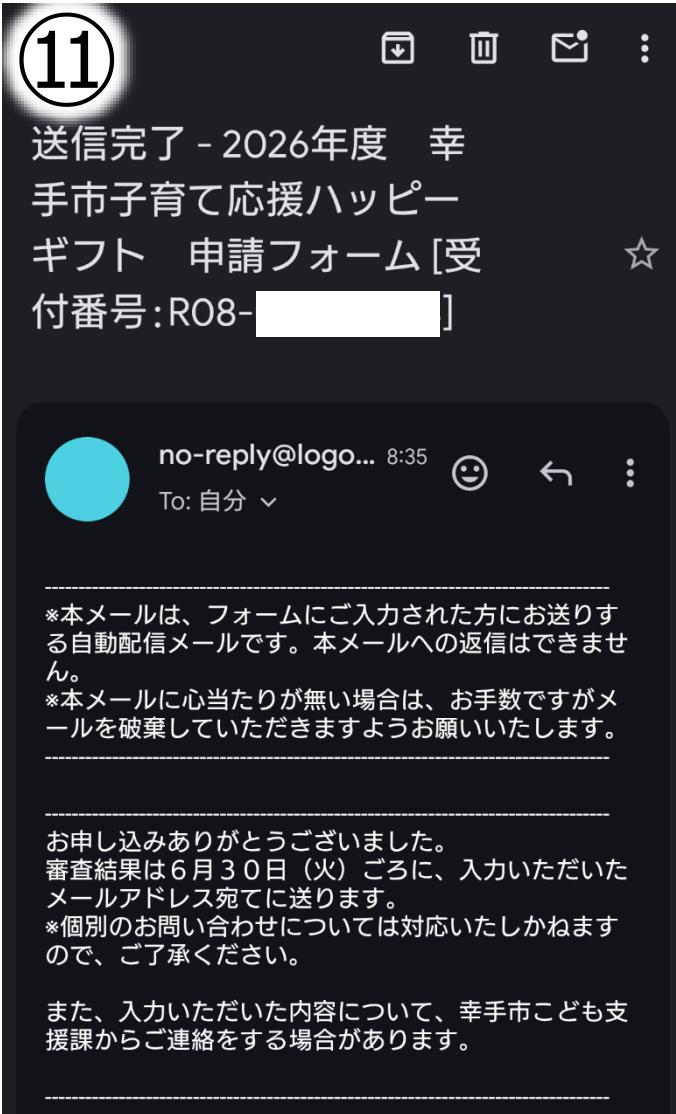 ⑪
送信完了 - 2026年度　幸
手市子育て応援ハッピー
ギフト　申請フォーム [受
付番号:R08-
]
no-reply@logo... 8:35
To: 自分
※本メールは、フォームにご入力された方にお送りす
る自動配信メールです。本メールへの返信はできませ
ん。
※本メールに心当たりが無い場合は、お手数ですがメ
ールを破棄していただきますようお願いいたします。
お申し込みありがとうございました。
審査結果は６月３０日（火）ごろに、入力いただいた
メールアドレス宛てに送ります。
※個別のお問い合わせについては対応いたしかねます
ので、ご了承ください。
また、入力いただいた内容について、幸手市こども支
援課からご連絡をする場合があります。